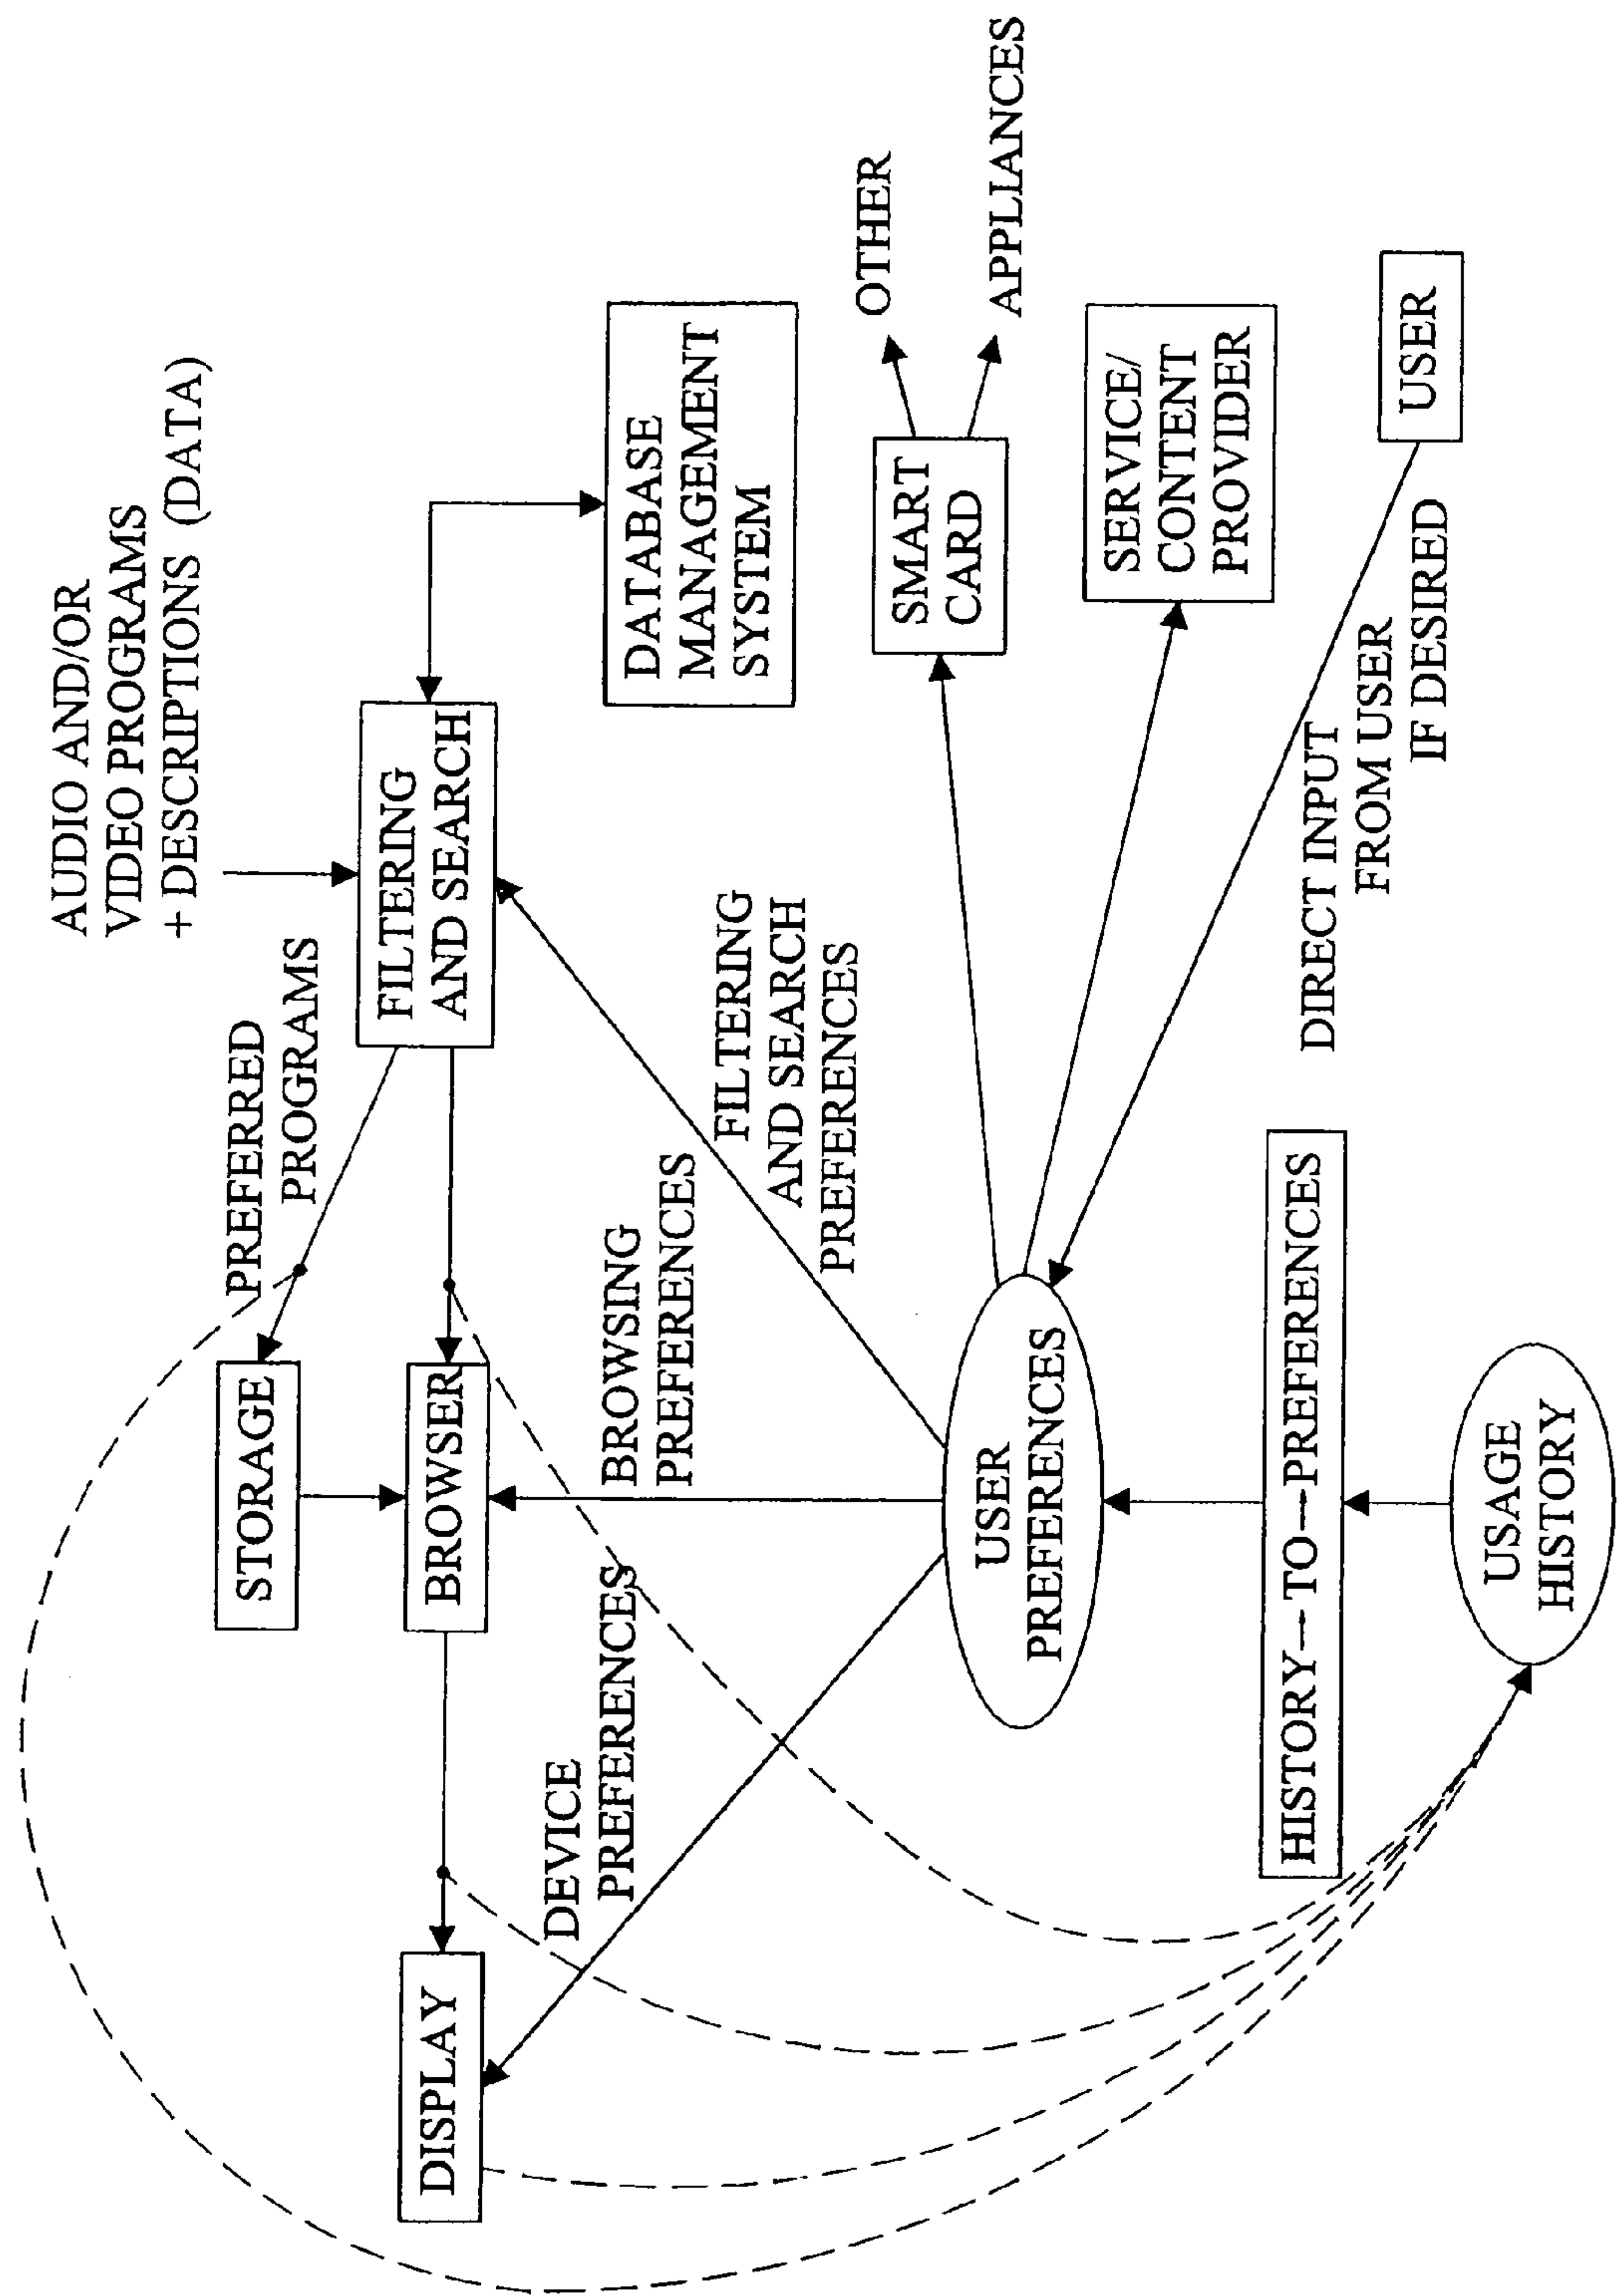 AUDIO AND/OR
VIDEO PROGRAMS
+ DESCRIPTIONS (DATA)
PREFERRED
PROGRAMS
STORAGE
FILTERING
AND SEARCH
DISPLAY
BROWSER
DEVICE
PREFERENCES
BROWSING
PREFERENCES
FILTERING
AND SEARCH
PREFERENCES
DATABASE
MANAGEMENT
SYSTEM
USER
PREFERENCES
SMART
CARD
OTHER
APPLIANCES
SERVICE/
CONTENT
PROVIDER
DIRECT INPUT
FROM USER
IF DESIRED
USER
HISTORY—TO—PREFERENCES
USAGE
HISTORY